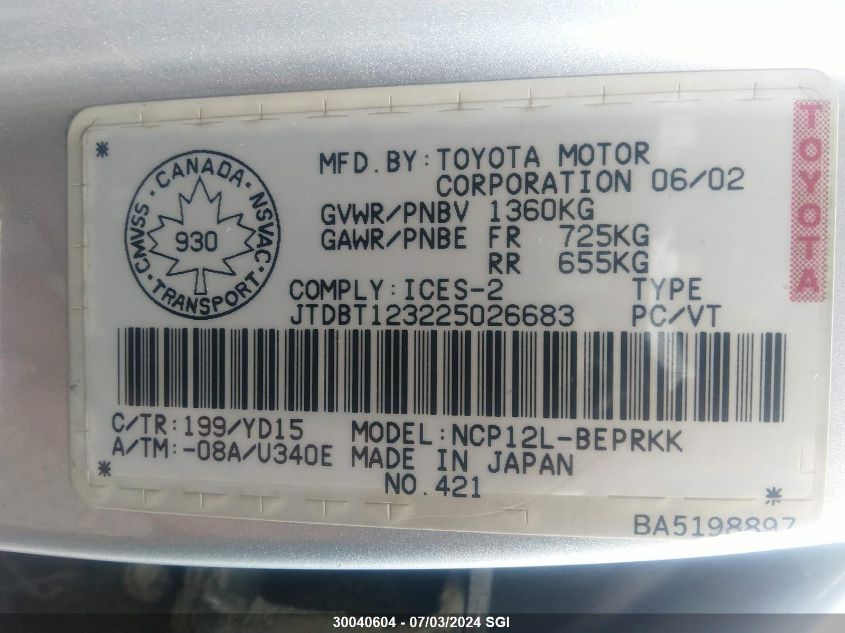 MFD.BY:TOYOTA MOTOR
CORPORATION 06/02
GVWR/PNBV 1360KG
GAWR/PNBE FR 725KG
RR 655KG
COMPLY:ICES-2 TYPE
JTDBT123225026683 PC/VT
CANADA
CMVSS NSVAC
930
TRANSPORT
TOYOTA
C/TR:199/YD15 MODEL:NCP12L-BEPRKK
A/TM:-08A/U340E MADE IN JAPAN
NO.421
BA5198897
30040604 - 07/03/2024 SGI